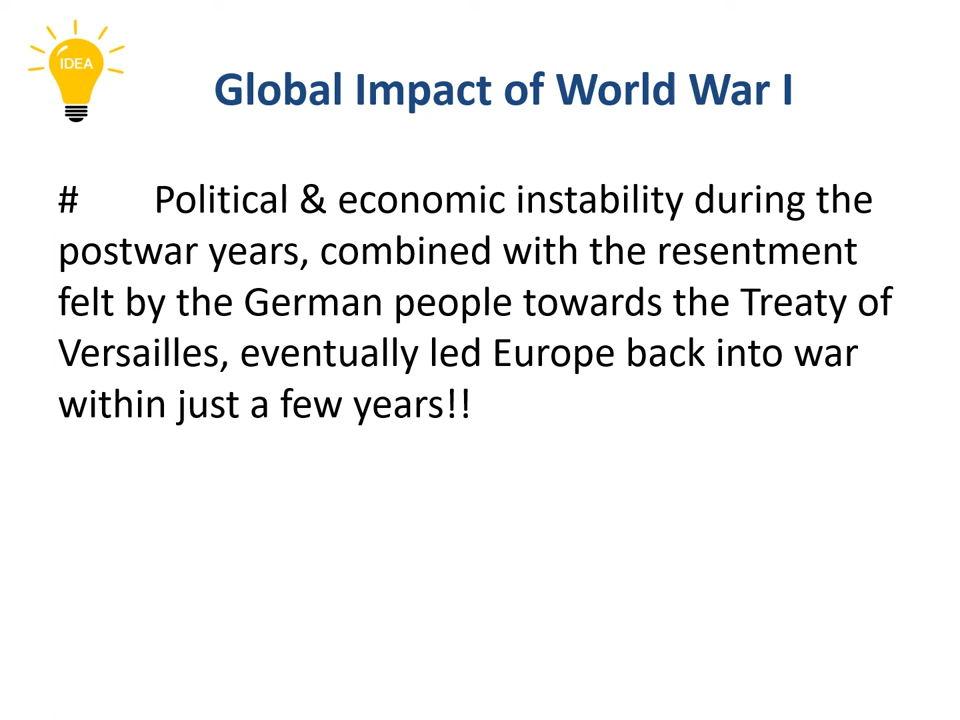 IDEA
Global Impact of World War I
# Political & economic instability during the
postwar years, combined with the resentment
felt by the German people towards the Treaty of
Versailles, eventually led Europe back into war
within just a few years!!